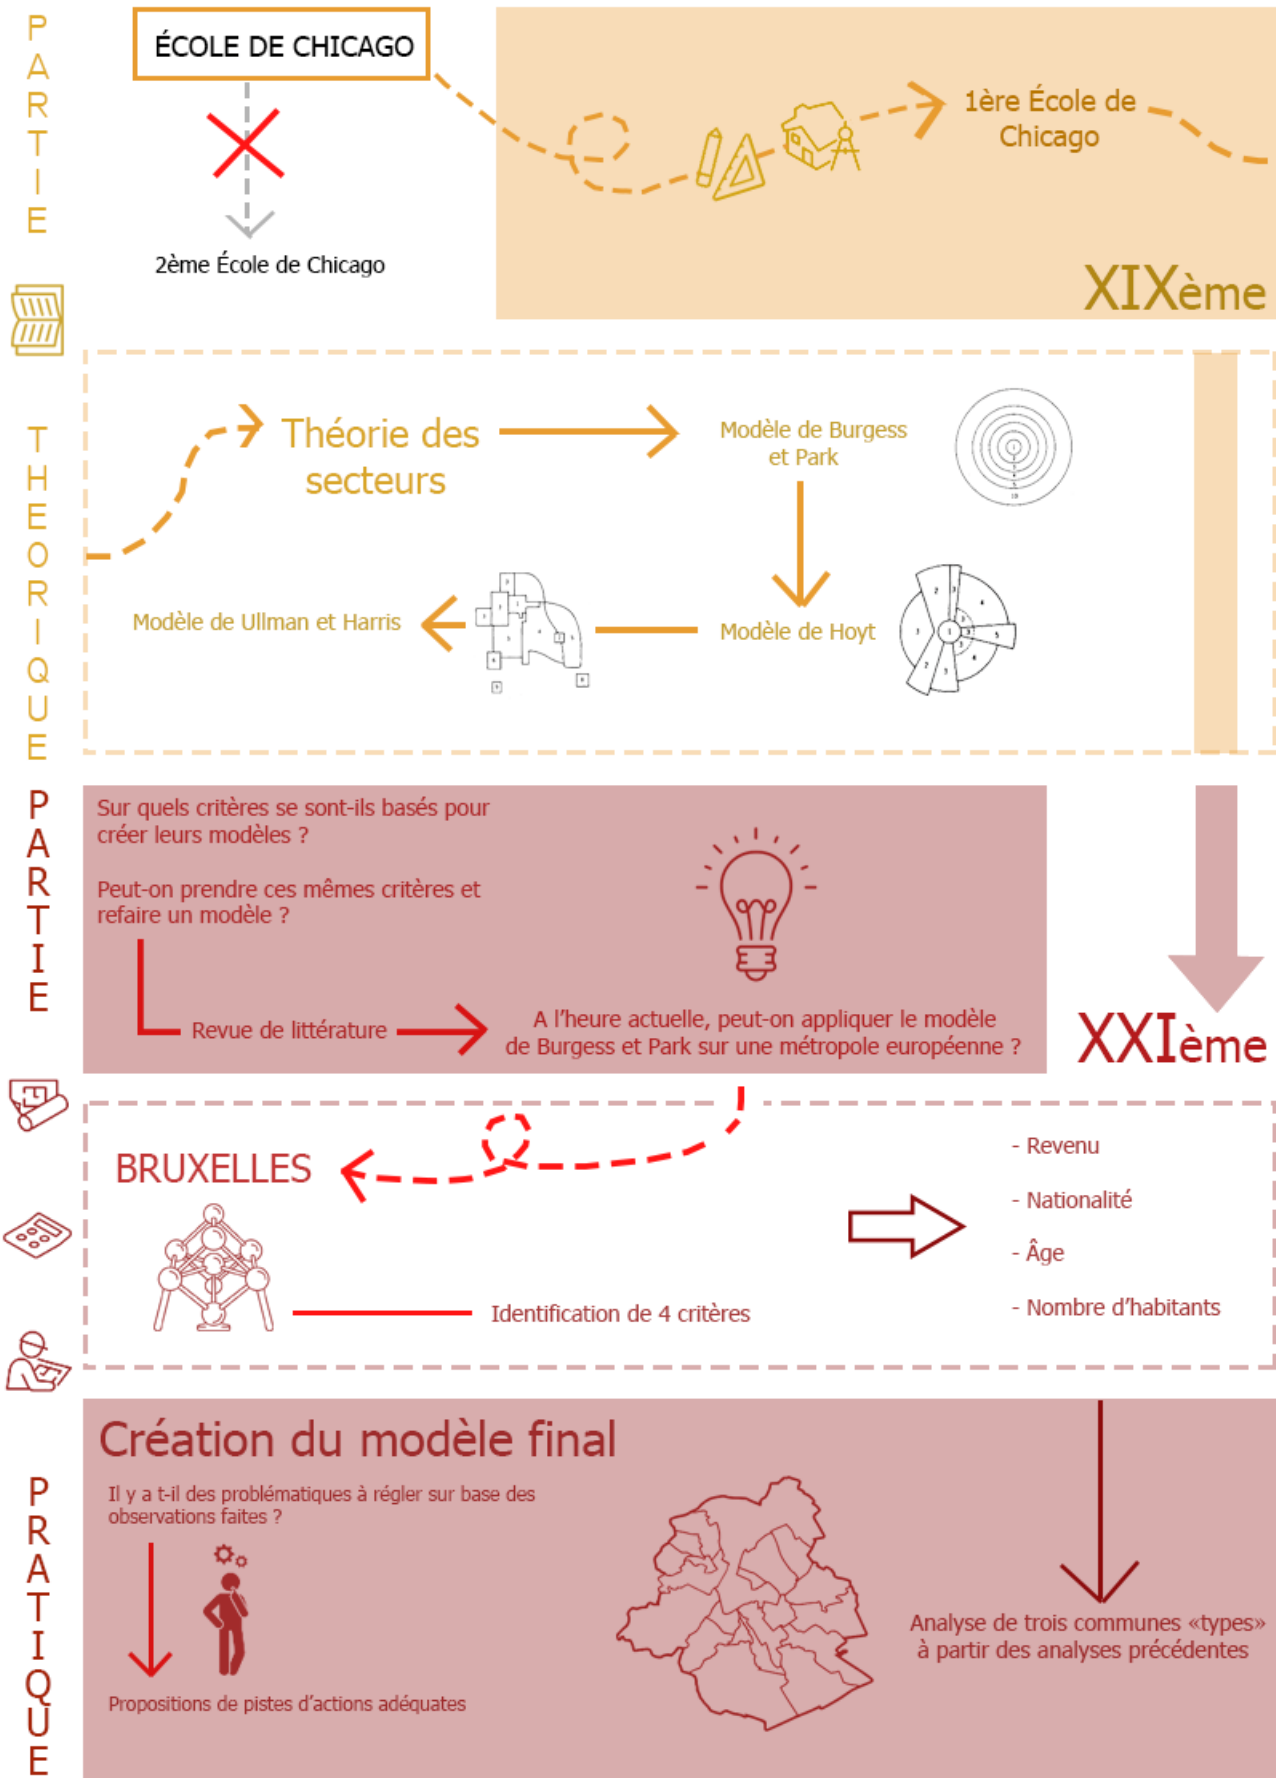 PARTIE
THEORIQUE
ÉCOLE DE CHICAGO
2ème École de Chicago
1ère École de
Chicago
XIXème
Théorie des
secteurs
Modèle de Burgess
et Park
Modèle de Hoyt
Modèle de Ullman et Harris
PARTIE
PRATIQUE
Sur quels critères se sont-ils basés pour
créer leurs modèles ?
Peut-on prendre ces mêmes critères et
refaire un modèle ?
Revue de littérature
A l'heure actuelle, peut-on appliquer le modèle
de Burgess et Park sur une métropole européenne ?
XXIème
BRUXELLES
Identification de 4 critères
- Revenu
- Nationalité
- Âge
- Nombre d'habitants
Création du modèle final
Il y a t-il des problématiques à régler sur base des
observations faites ?
Propositions de pistes d'actions adéquates
Analyse de trois communes «types»
à partir des analyses précédentes